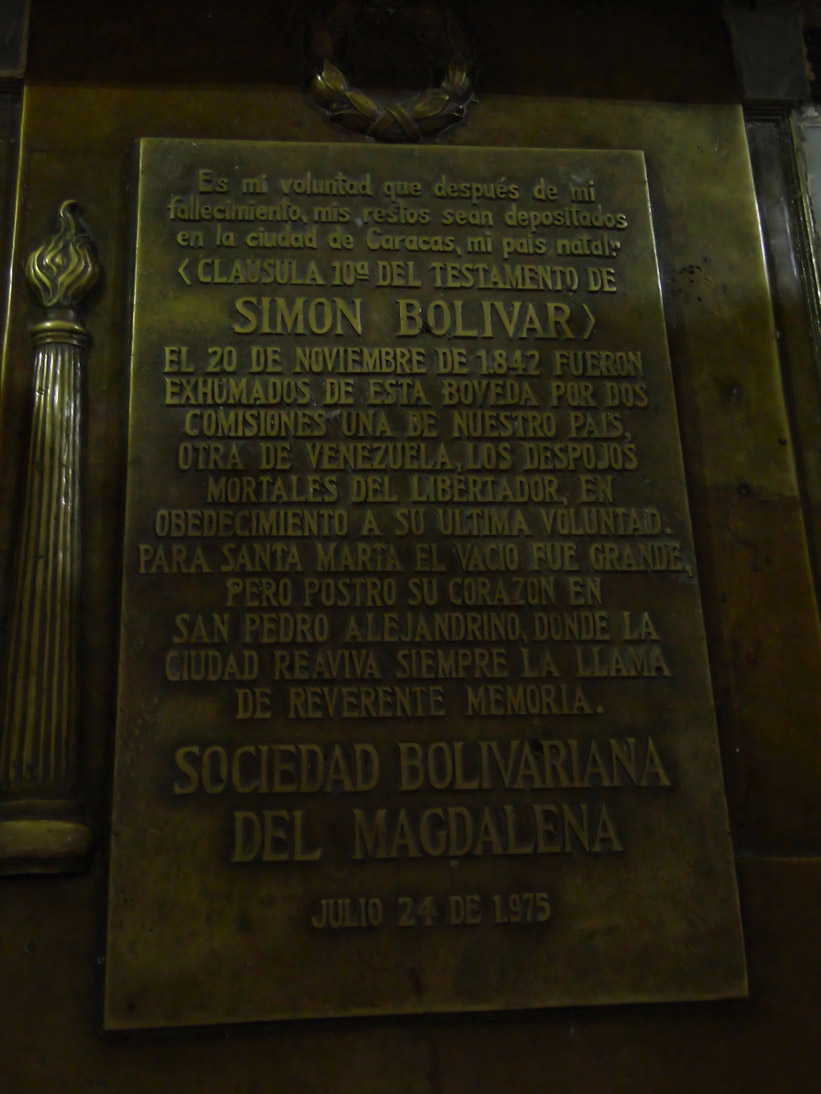 Es mi voluntad que después de mi
fallecimiento, mis restos sean depositados
en la ciudad de Caracas, mi país natal."
<CLAUSULA 10ª DEL TESTAMENTO DE
SIMON BOLIVAR>
EL 20 DE NOVIEMBRE DE 1.842 FUERON
EXHUMADOS, DE ESTA BOVEDA POR DOS
COMISIONES, UNA DE NUESTRO PAIS,
OTRA DE VENEZUELA, LOS DESPOJOS
MORTALES DEL LIBERTADOR, EN
OBEDECIMIENTO A SU ULTIMA VOLUNTAD.
PARA SANTA MARTA EL VACIO FUE GRANDE,
PERO POSTRO SU CORAZON EN
SAN PEDRO ALEJANDRINO, DONDE LA
CIUDAD REAVIVA SIEMPRE LA LLAMA
DE REVERENTE MEMORIA.
SOCIEDAD BOLIVARIANA
DEL MAGDALENA
JULIO 24 DE 1.975